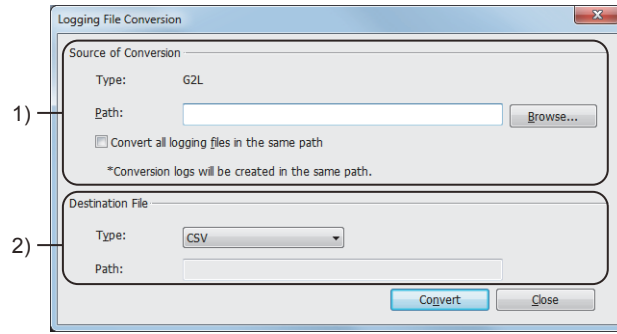 Logging File Conversion
Source of Conversion
Type: G2L
1)
Path: Browse...
Convert all logging files in the same path
*Conversion logs will be created in the same path.
Destination File
2)
Type: CSV
Path:
Convert Close